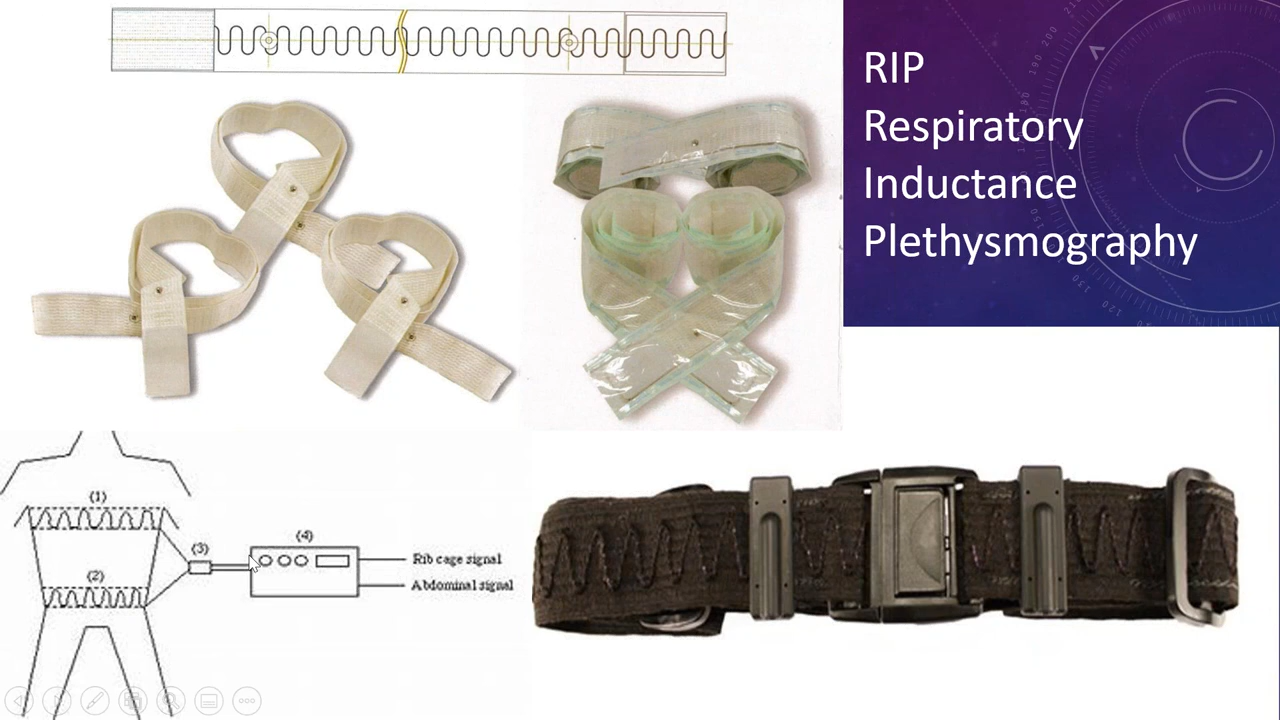 RIP
Respiratory
Inductance
Plethysmography
(1)
(2)
(3)
(4)
Rib cage signal
Abdominal signal